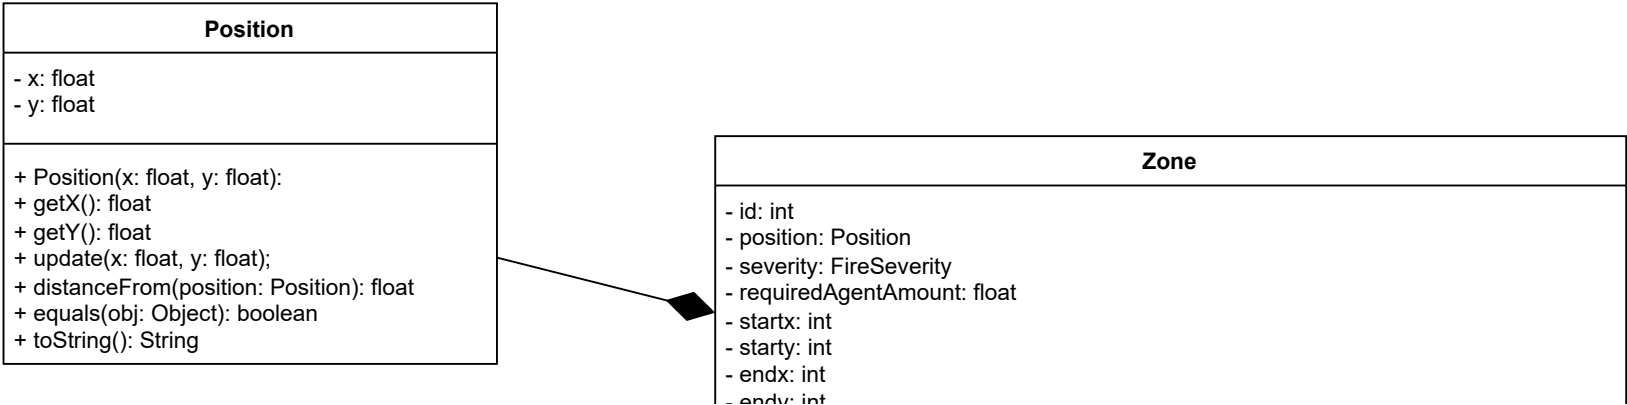 Position
- x: float
- y: float
+ Position(x: float, y: float):
+ getX(): float
+ getY(): float
+ update(x: float, y: float);
+ distanceFrom(position: Position): float
+ equals(obj: Object): boolean
+ toString(): String
Zone
- id: int
- position: Position
- severity: FireSeverity
- requiredAgentAmount: float
- startx: int
- starty: int
- endx: int
- endy: int